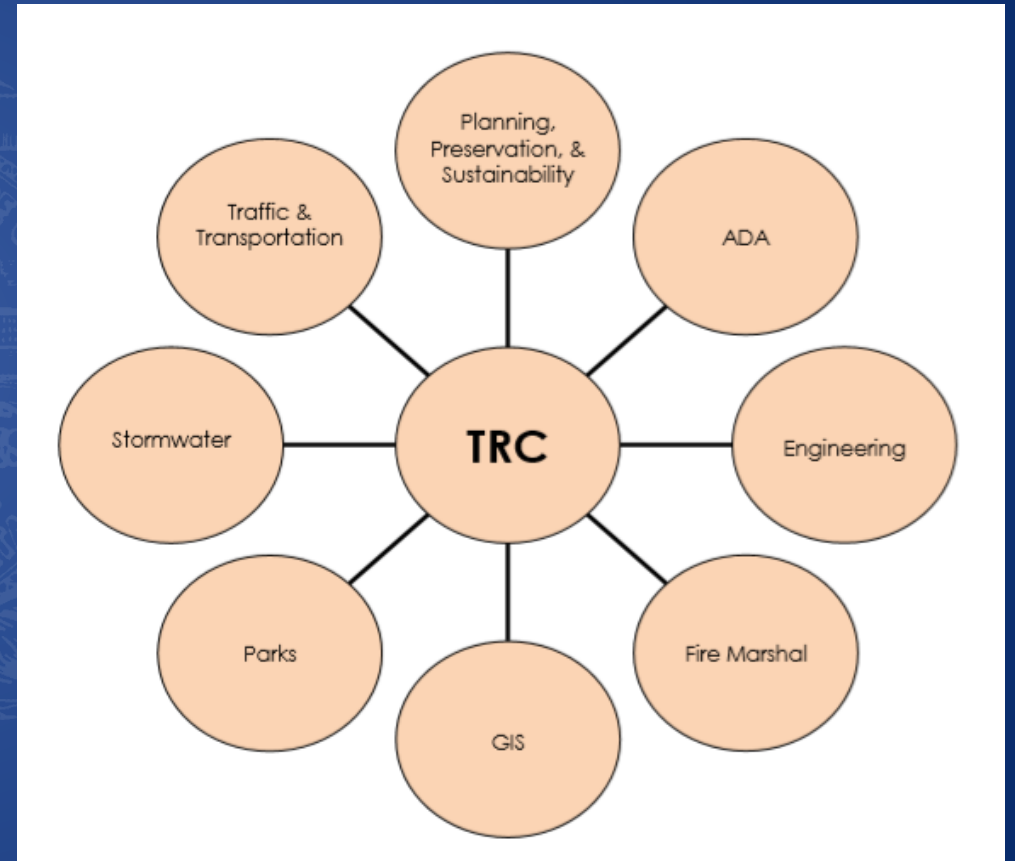 Planning,
Preservation, &
Sustainability
Traffic &
Transportation
ADA
Stormwater
TRC
Engineering
Parks
Fire Marshal
GIS